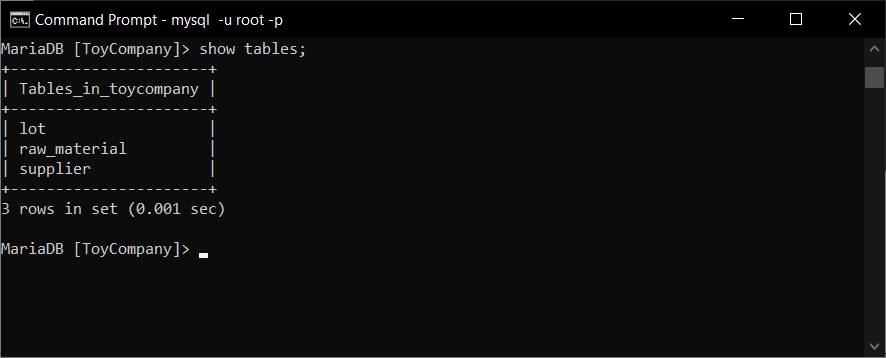 Command Prompt - mysql  -u root -p
MariaDB [ToyCompany]> show tables;
+----------------------+
| Tables_in_toycompany |
+----------------------+
| lot                  |
| raw_material         |
| supplier             |
+----------------------+
3 rows in set (0.001 sec)
MariaDB [ToyCompany]> _